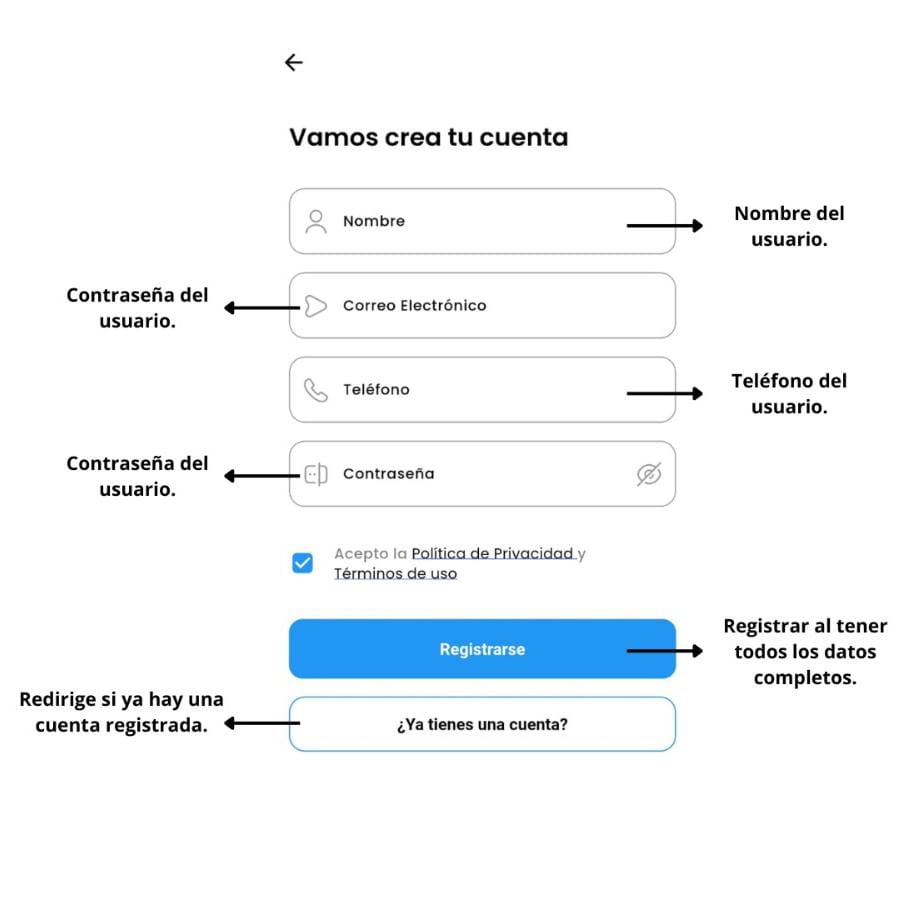 Vamos crea tu cuenta
Nombre
Nombre del
usuario.
Contraseña del
usuario.
Correo Electrónico
Teléfono
Teléfono del
usuario.
Contraseña del
usuario.
Contraseña
Acepto la Política de Privacidad y
Términos de uso
Registrarse
Registrar al tener
todos los datos
completos.
Redirige si ya hay una
cuenta registrada.
¿Ya tienes una cuenta?